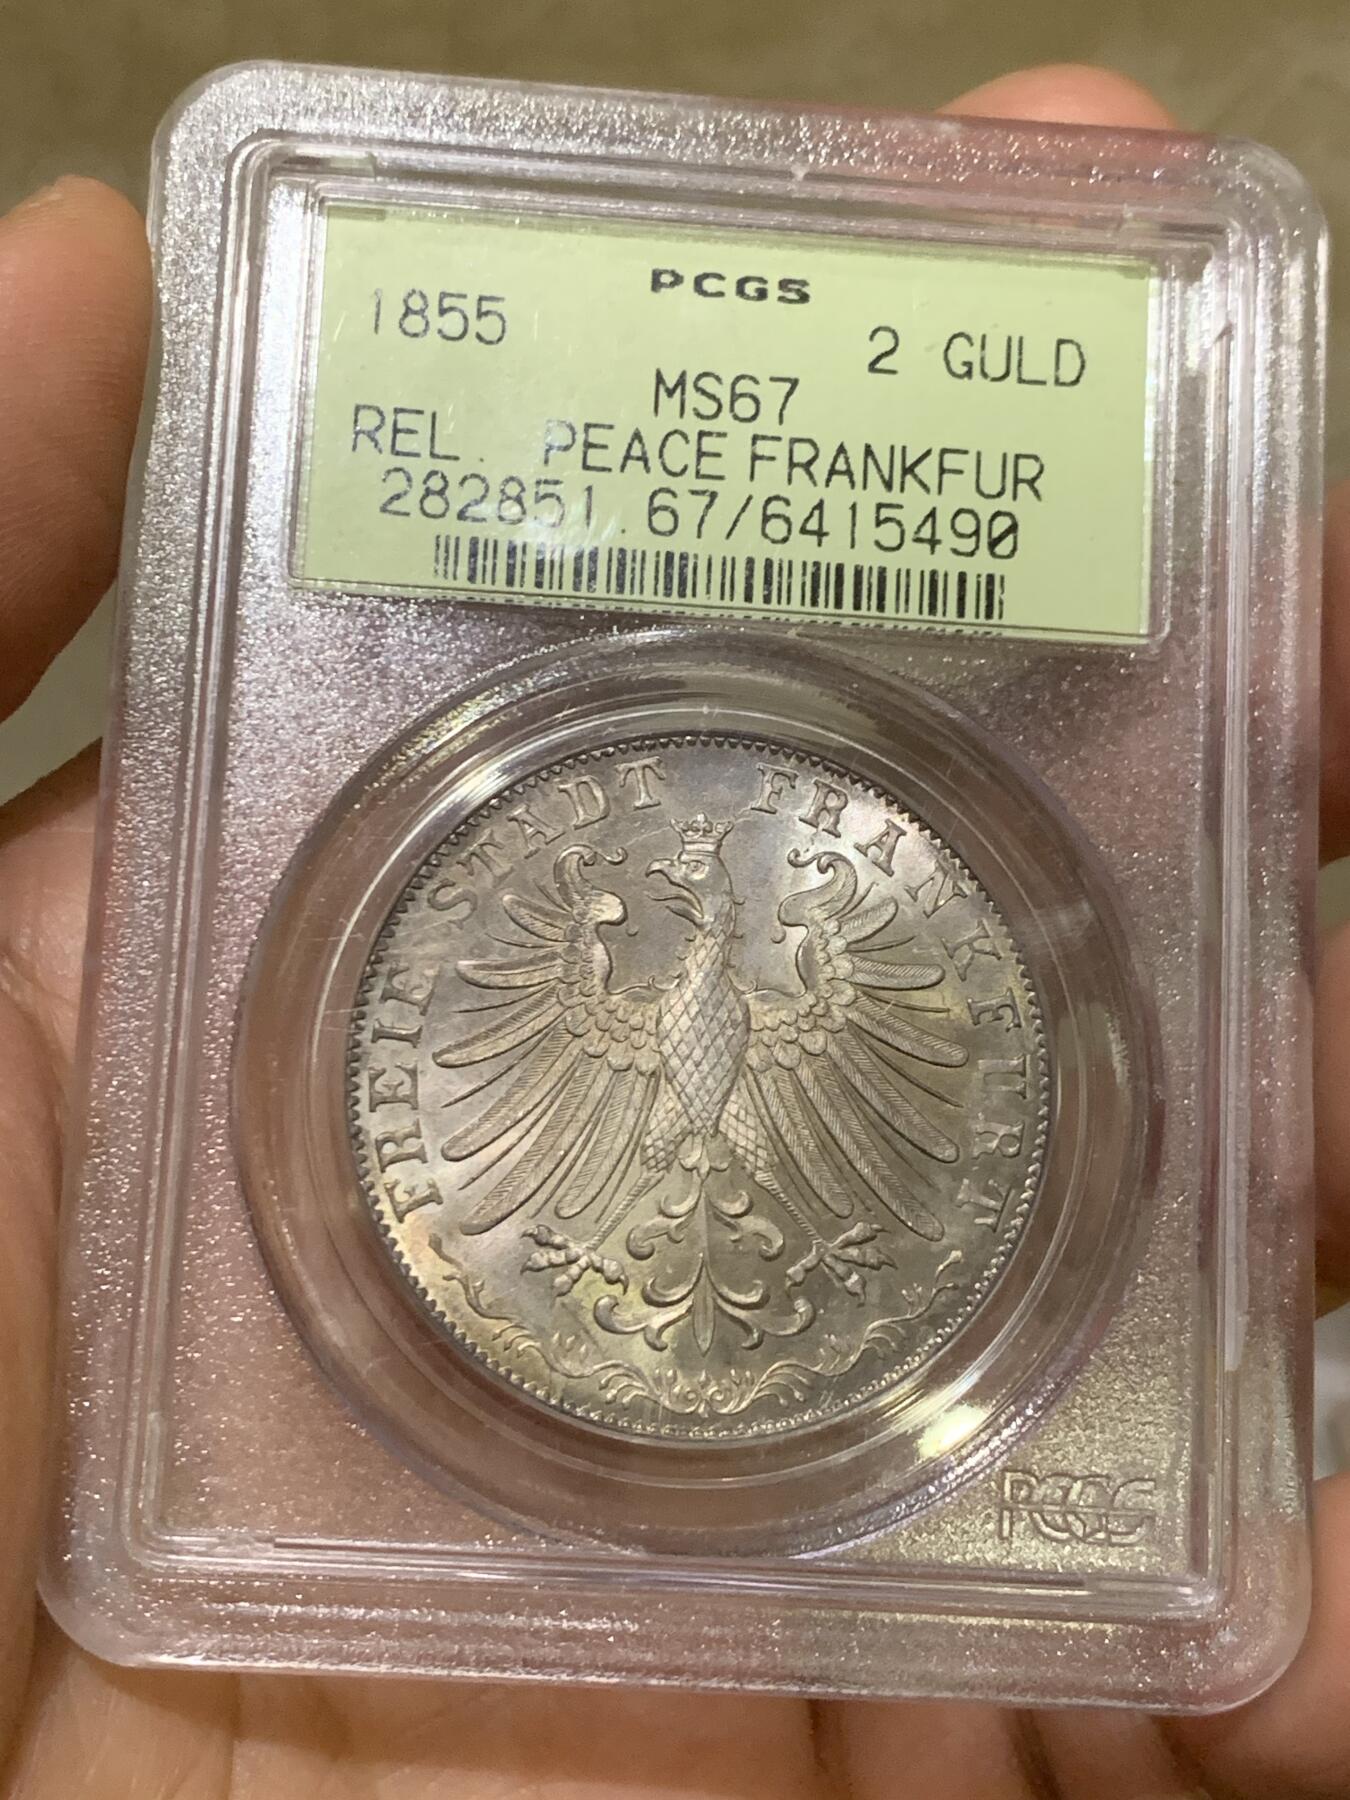 PCGS
1855 2 GULD
MS67
REL. PEACE FRANKFUR
282851.67/6415490
FREIE STADT FRANKFURT
PCGS